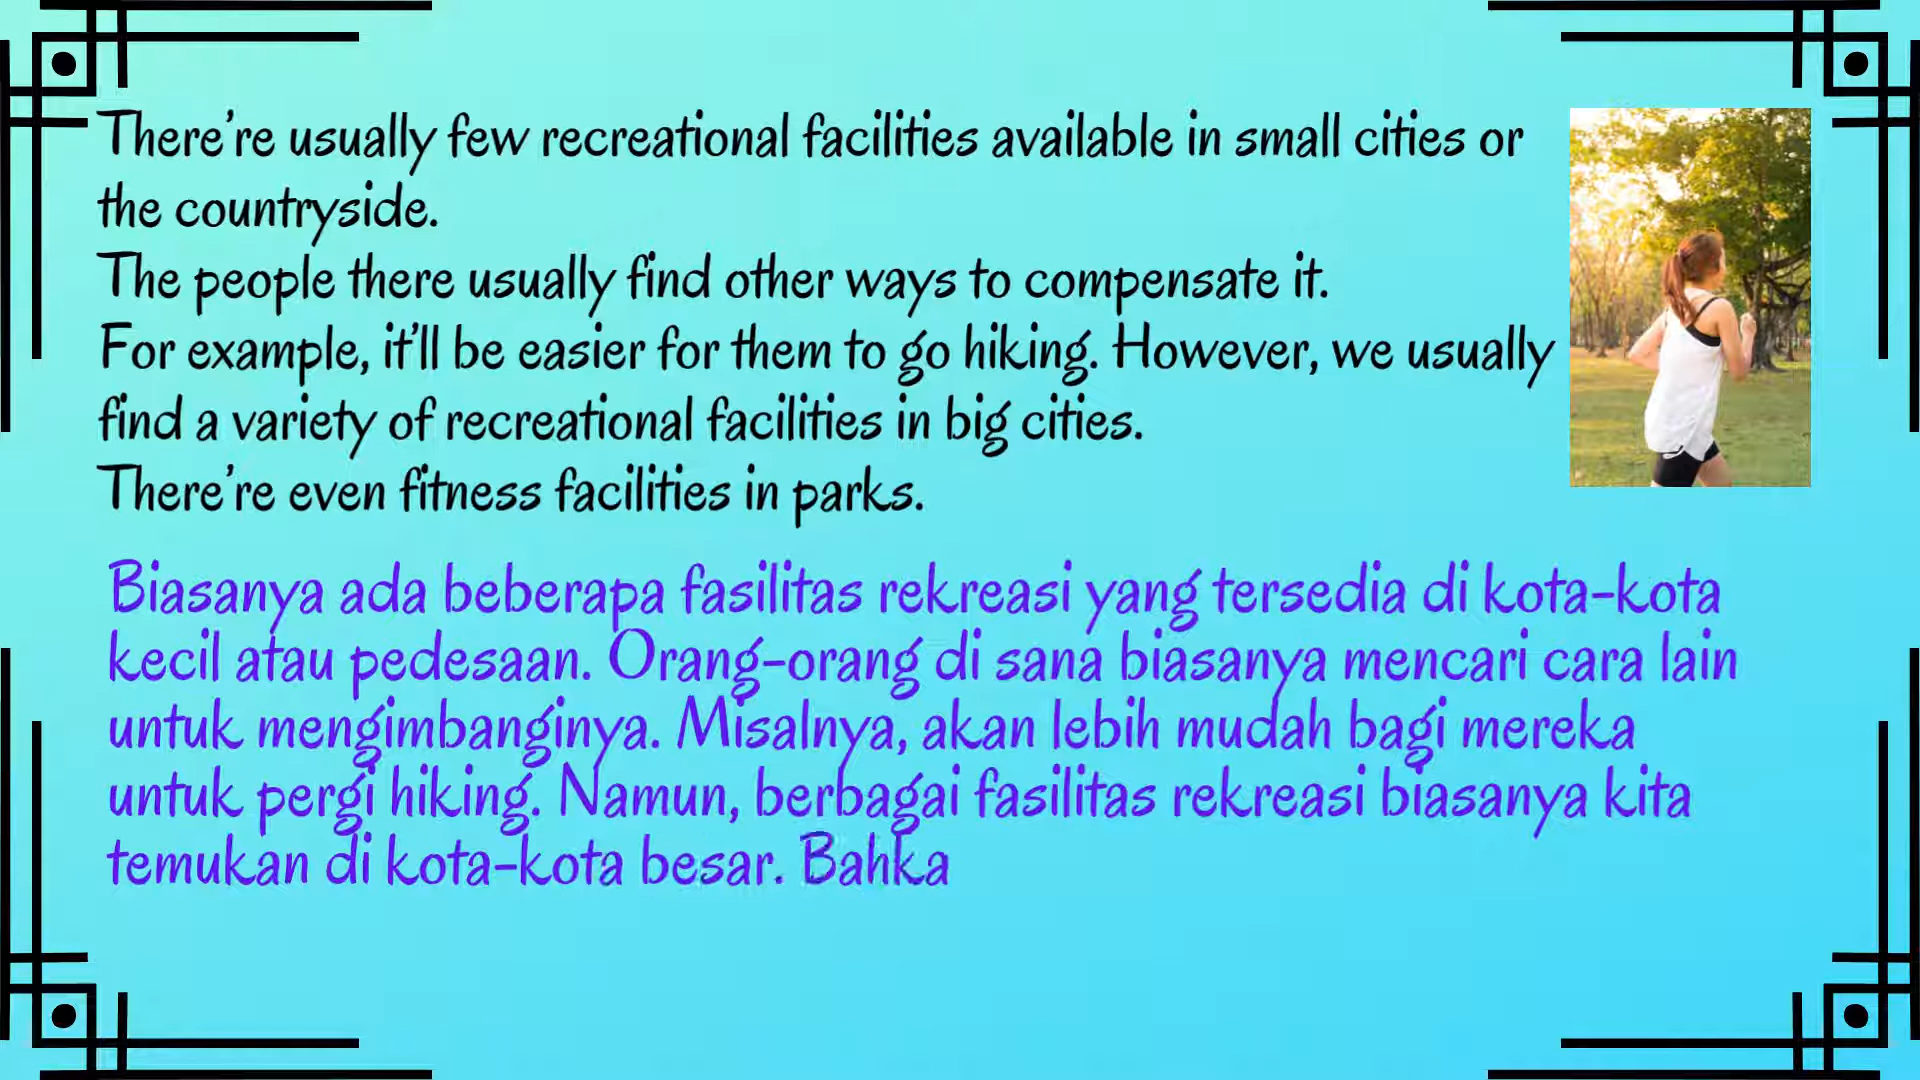 There're usually few recreational facilities available in small cities or
the countryside.
The people there usually find other ways to compensate it.
For example, it'll be easier for them to go hiking. However, we usually
find a variety of recreational facilities in big cities.
There're even fitness facilities in parks.
Biasanya ada beberapa fasilitas rekreasi yang tersedia di kota-kota
kecil atau pedesaan. Orang-orang di sana biasanya mencari cara lain
untuk mengimbanginya. Misalnya, akan lebih mudah bagi mereka
untuk pergi hiking. Namun, berbagai fasilitas rekreasi biasanya kita
temukan di kota-kota besar. Bahka